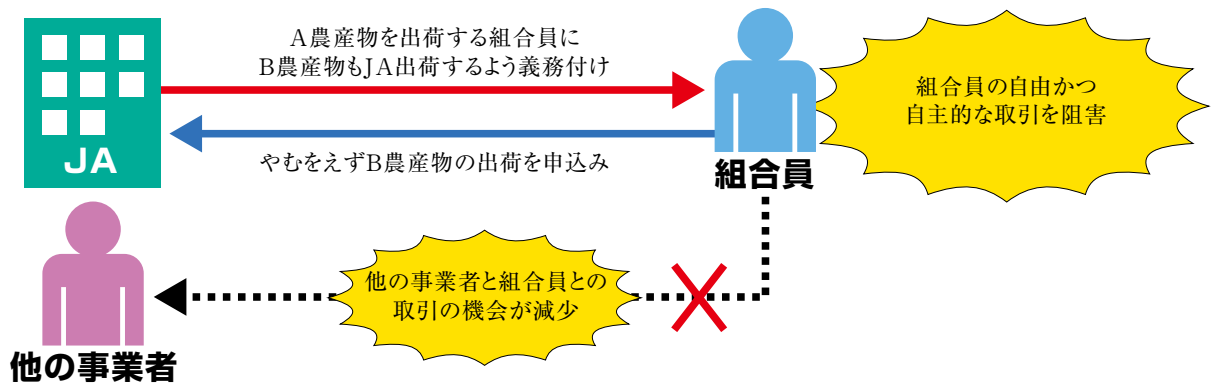 A農産物を出荷する組合員に
B農産物もJA出荷するよう義務付け
JA
やむをえずB農産物の出荷を申込み
組合員
組合員の自由かつ
自主的な取引を阻害
他の事業者と組合員との
取引の機会が減少
他の事業者